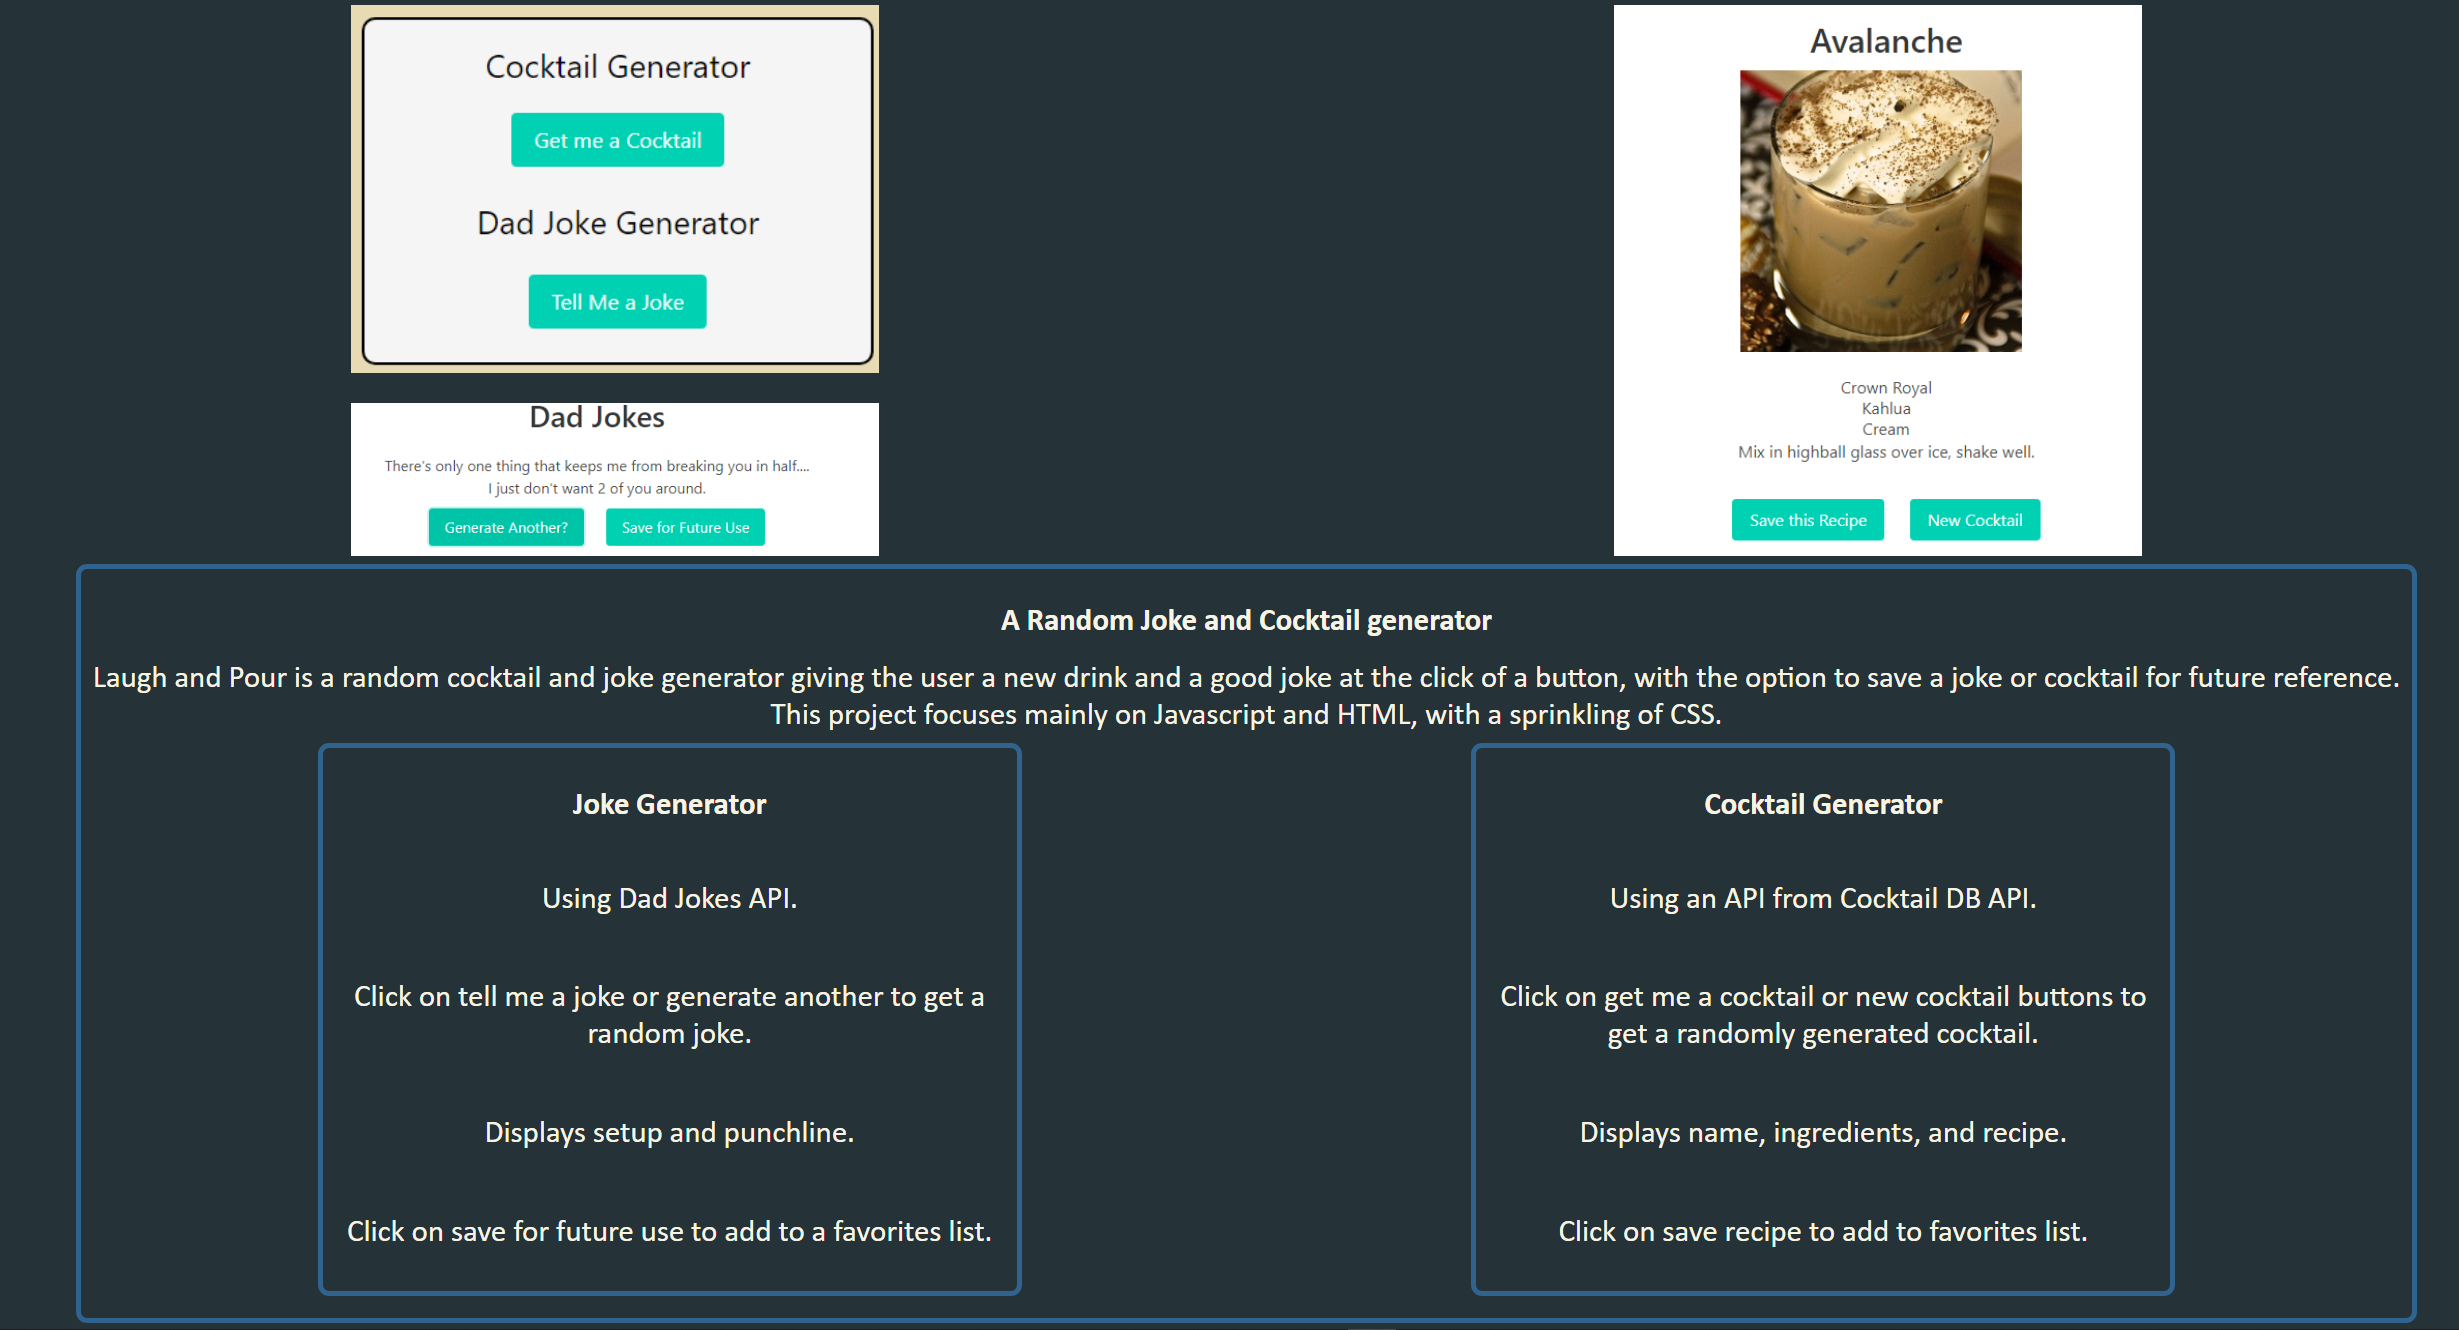 Cocktail Generator
Get me a Cocktail
Dad Joke Generator
Tell Me a Joke
Dad Jokes
There's only one thing that keeps me from breaking you in half....
I just don't want 2 of you around.
Generate Another?
Save for Future Use
Avalanche
Crown Royal
Kahlua
Cream
Mix in highball glass over ice, shake well.
Save this Recipe
New Cocktail
A Random Joke and Cocktail generator
Laugh and Pour is a random cocktail and joke generator giving the user a new drink and a good joke at the click of a button, with the option to save a joke or cocktail for future reference.
This project focuses mainly on Javascript and HTML, with a sprinkling of CSS.
Joke Generator
Using Dad Jokes API.
Click on tell me a joke or generate another to get a
random joke.
Displays setup and punchline.
Click on save for future use to add to a favorites list.
Cocktail Generator
Using an API from Cocktail DB API.
Click on get me a cocktail or new cocktail buttons to
get a randomly generated cocktail.
Displays name, ingredients, and recipe.
Click on save recipe to add to favorites list.